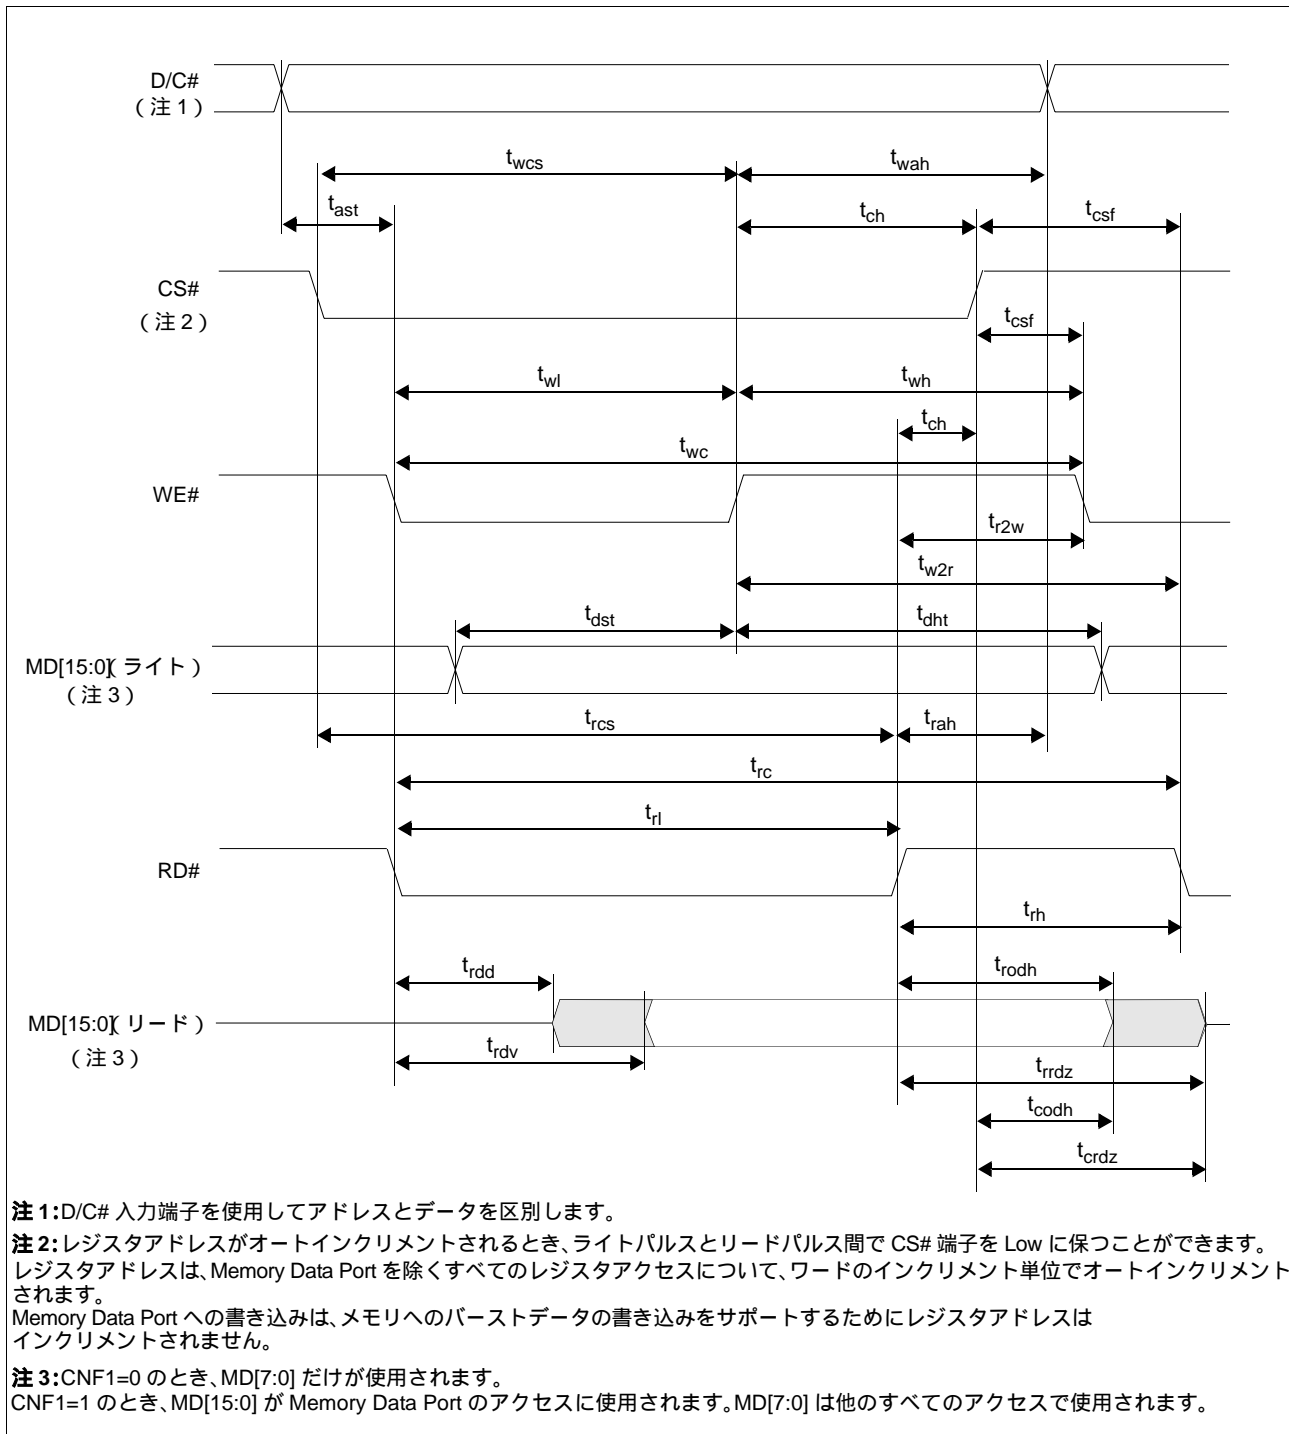 D/C#
（注 1）
twcs
twah
tast
tch
tcsf
CS#
（注 2）
tcsf
twl
twh
tch
twc
WE#
tr2w
tw2r
tdst
tdht
MD[15:0]（ライト）
（注 3）
trcs
trah
trc
trl
RD#
trh
trdd
trodh
MD[15:0]（リード）
（注 3）
trdv
trrdz
tcodh
tcrdz
注 1:D/C# 入力端子を使用してアドレスとデータを区別します。
注 2:レジスタアドレスがオートインクリメントされるとき、ライトパルスとリードパルス間で CS# 端子を Low に保つことができます。
レジスタアドレスは、Memory Data Port を除くすべてのレジスタアクセスについて、ワードのインクリメント単位でオートインクリメント
されます。
Memory Data Port への書き込みは、メモリへのバーストデータの書き込みをサポートするためにレジスタアドレスは
インクリメントされません。
注 3:CNF1=0 のとき、MD[7:0] だけが使用されます。
CNF1=1 のとき、MD[15:0] が Memory Data Port のアクセスに使用されます。MD[7:0] は他のすべてのアクセスで使用されます。